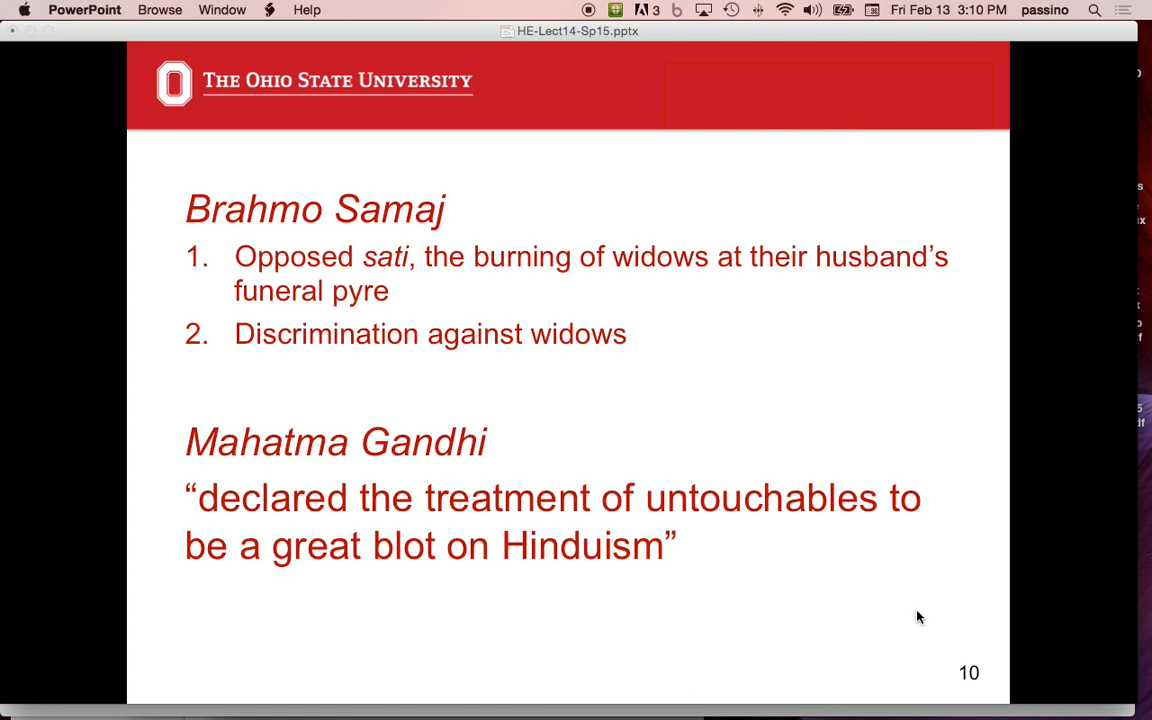 PowerPoint Browse Window Help 3 Fri Feb 13 3:10 PM passino
HE-Lect14-Sp15.pptx
THE OHIO STATE UNIVERSITY
Brahmo Samaj
1. Opposed sati, the burning of widows at their husband’s
funeral pyre
2. Discrimination against widows
Mahatma Gandhi
“declared the treatment of untouchables to
be a great blot on Hinduism”
10